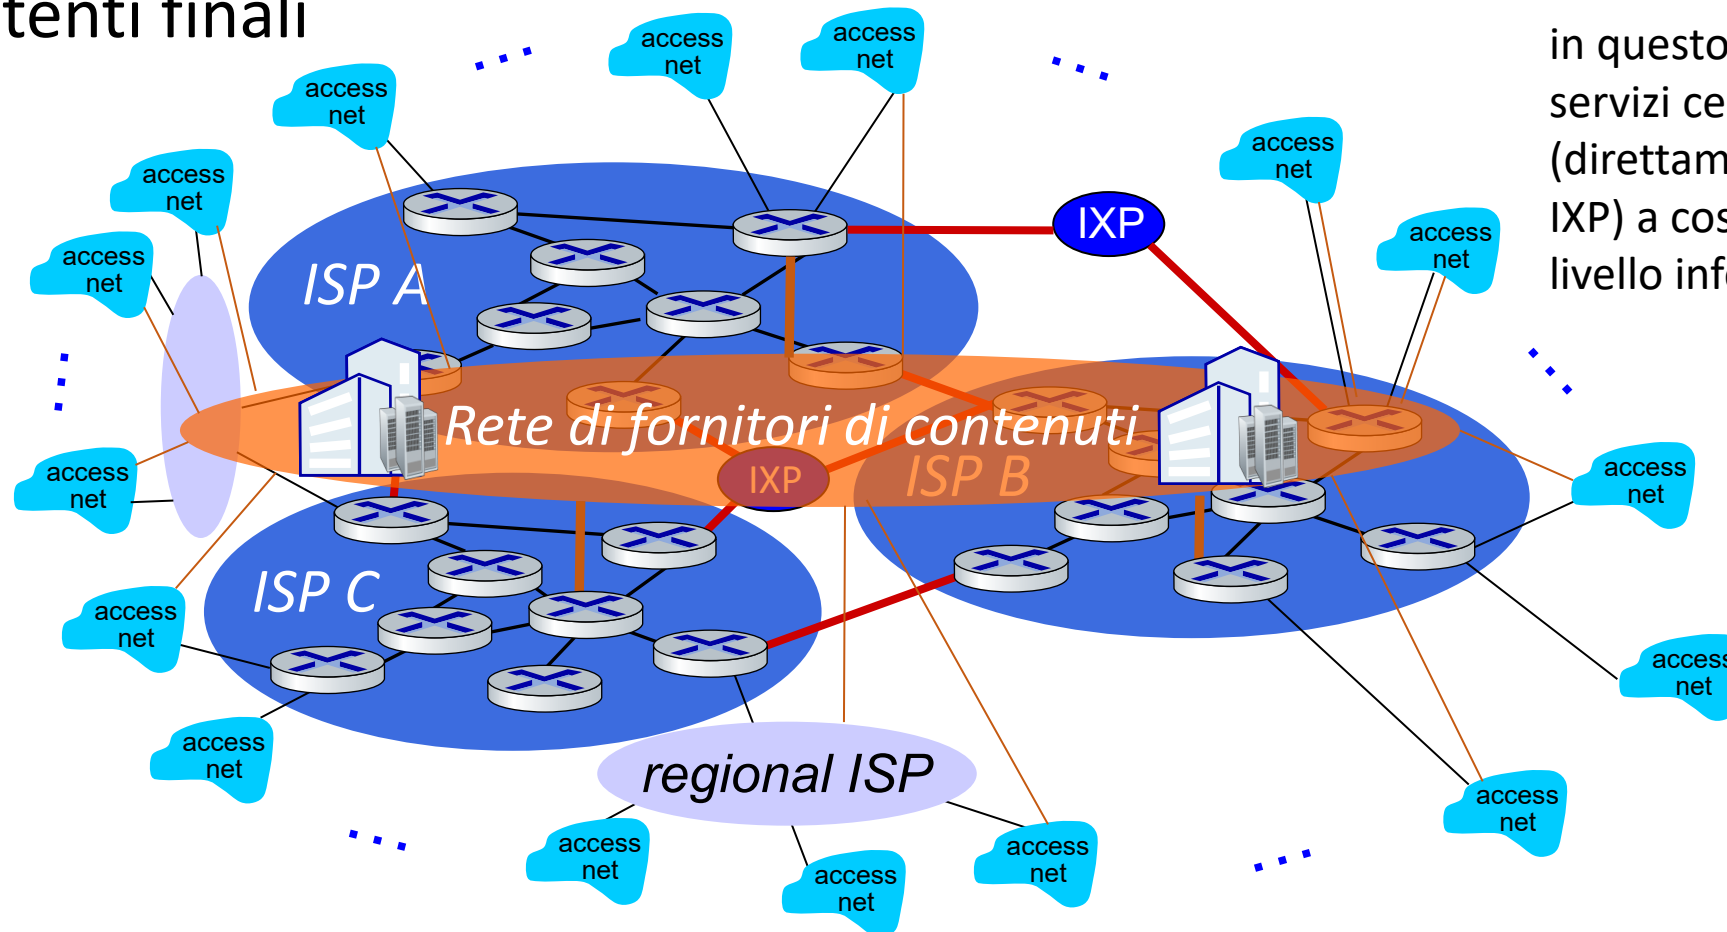 tenti finali
in questo
servizi ce
(direttam
IXP) a cos
livello info
access
net
access
net
access
net
access
net
access
net
access
net
access
net
access
net
access
net
access
net
access
net
access
net
access
net
access
net
access
net
access
net
access
net
ISP A
IXP
Rete di fornitori di contenuti
IXP
ISP B
ISP C
regional ISP